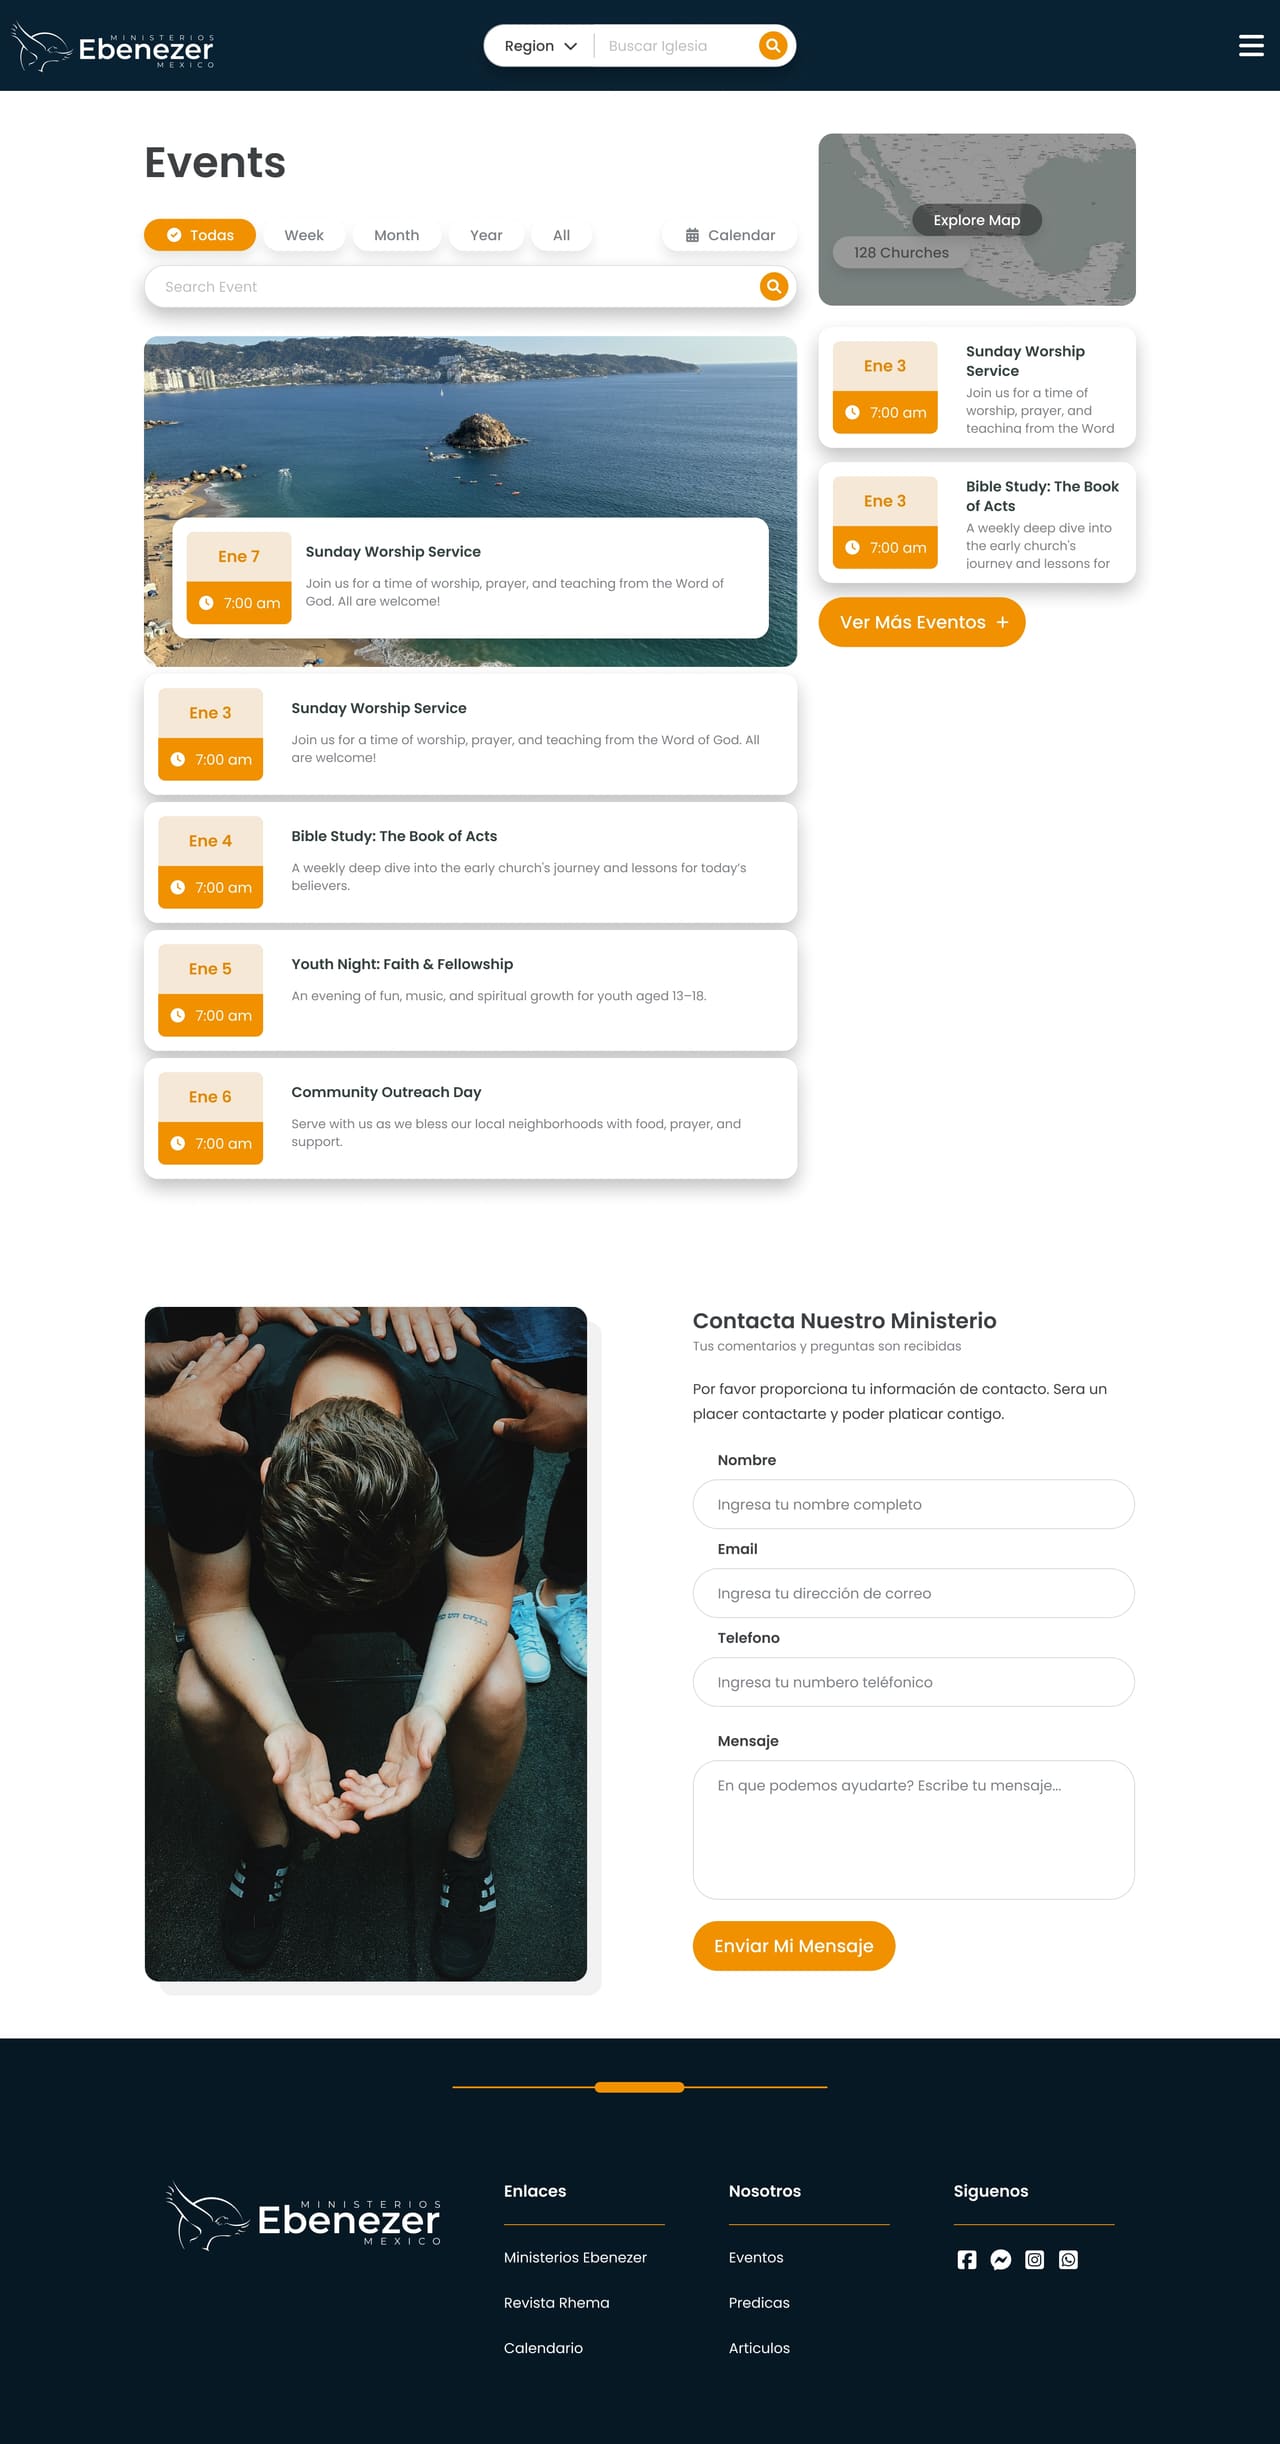 MINISTERIOS
Ebenezer
MEXICO
Region
Buscar Iglesia
Events
Todas
Week
Month
Year
All
Calendar
Search Event
Ene 7
7:00 am
Sunday Worship Service
Join us for a time of worship, prayer, and teaching from the Word of
God. All are welcome!
Ene 3
7:00 am
Sunday Worship Service
Join us for a time of worship, prayer, and teaching from the Word of God. All
are welcome!
Ene 4
7:00 am
Bible Study: The Book of Acts
A weekly deep dive into the early church's journey and lessons for today's
believers.
Ene 5
7:00 am
Youth Night: Faith & Fellowship
An evening of fun, music, and spiritual growth for youth aged 13–18.
Ene 6
7:00 am
Community Outreach Day
Serve with us as we bless our local neighborhoods with food, prayer, and
support.
Explore Map
128 Churches
Ene 3
7:00 am
Sunday Worship
Service
Join us for a time of
worship, prayer, and
teaching from the Word
Ene 3
7:00 am
Bible Study: The Book
of Acts
A weekly deep dive into
the early church's
journey and lessons for
Ver Más Eventos +
Contacta Nuestro Ministerio
Tus comentarios y preguntas son recibidas
Por favor proporciona tu información de contacto. Sera un
placer contactarte y poder platicar contigo.
Nombre
Ingresa tu nombre completo
Email
Ingresa tu dirección de correo
Telefono
Ingresa tu numbero teléfonico
Mensaje
En que podemos ayudarte? Escribe tu mensaje...
Enviar Mi Mensaje
MINISTERIOS
Ebenezer
MEXICO
Enlaces
Ministerios Ebenezer
Revista Rhema
Calendario
Nosotros
Eventos
Predicas
Articulos
Siguenos